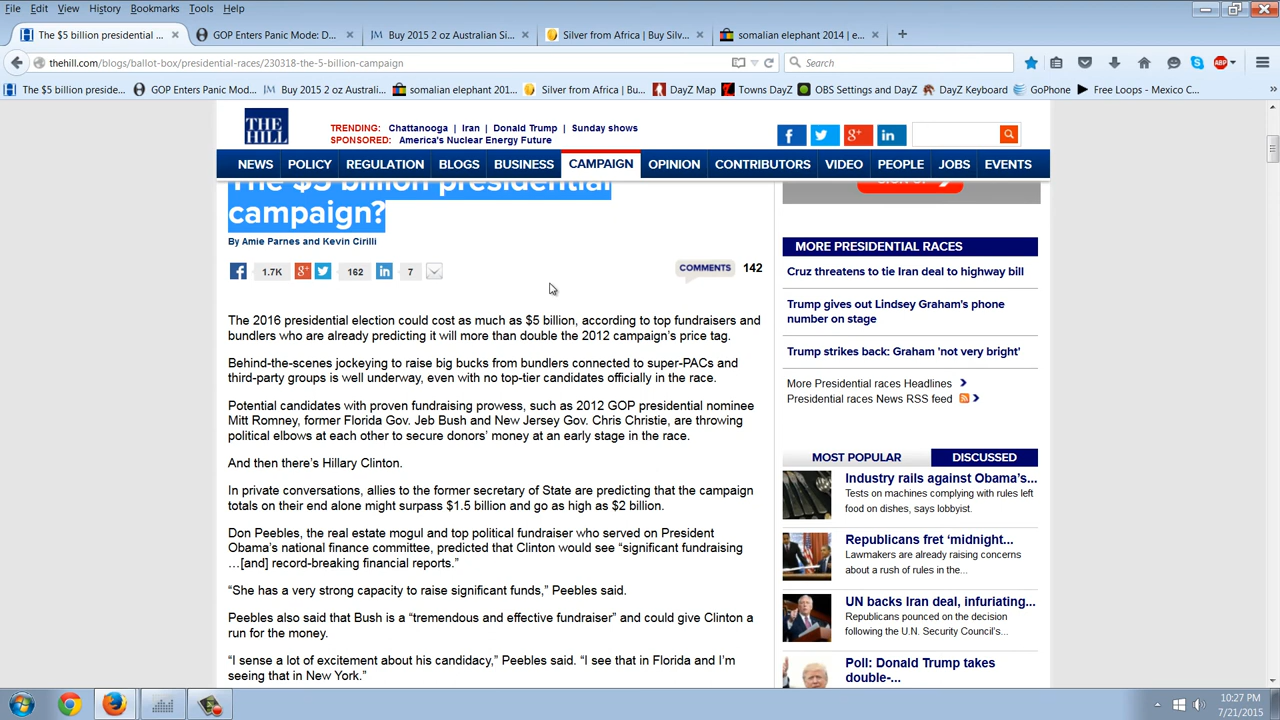 File Edit View History Bookmarks Tools Help
The $5 billion presidential ... × GOP Enters Panic Mode: D... × Buy 2015 2 oz Australian Si... × Silver from Africa | Buy Silv... × somalian elephant 2014 | e... × +
thehill.com/blogs/ballot-box/presidential-races/230318-the-5-billion-campaign Search ABP
The $5 billion preside... GOP Enters Panic Mod... Buy 2015 2 oz Australi... somalian elephant 201... Silver from Africa | Bu... DayZ Map Towns DayZ OBS Settings and DayZ DayZ Keyboard GoPhone Free Loops - Mexico C... »
THE HILL
TRENDING: Chattanooga | Iran | Donald Trump | Sunday shows
SPONSORED: America's Nuclear Energy Future
NEWS POLICY REGULATION BLOGS BUSINESS CAMPAIGN OPINION CONTRIBUTORS VIDEO PEOPLE JOBS EVENTS
The $5 billion presidential
campaign?
By Amie Parnes and Kevin Cirilli
1.7K 162 7
COMMENTS 142
The 2016 presidential election could cost as much as $5 billion, according to top fundraisers and
bundlers who are already predicting it will more than double the 2012 campaign's price tag.
Behind-the-scenes jockeying to raise big bucks from bundlers connected to super-PACs and
third-party groups is well underway, even with no top-tier candidates officially in the race.
Potential candidates with proven fundraising prowess, such as 2012 GOP presidential nominee
Mitt Romney, former Florida Gov. Jeb Bush and New Jersey Gov. Chris Christie, are throwing
political elbows at each other to secure donors' money at an early stage in the race.
And then there's Hillary Clinton.
In private conversations, allies to the former secretary of State are predicting that the campaign
totals on their end alone might surpass $1.5 billion and go as high as $2 billion.
Don Peebles, the real estate mogul and top political fundraiser who served on President
Obama's national finance committee, predicted that Clinton would see “significant fundraising
…[and] record-breaking financial reports.”
“She has a very strong capacity to raise significant funds,” Peebles said.
Peebles also said that Bush is a “tremendous and effective fundraiser” and could give Clinton a
run for the money.
“I sense a lot of excitement about his candidacy,” Peebles said. “I see that in Florida and I'm
seeing that in New York.”
MORE PRESIDENTIAL RACES
Cruz threatens to tie Iran deal to highway bill
Trump gives out Lindsey Graham's phone
number on stage
Trump strikes back: Graham 'not very bright'
More Presidential races Headlines
Presidential races News RSS feed
MOST POPULAR DISCUSSED
Industry rails against Obama's...
Tests on machines complying with rules left
food on dishes, says lobbyist.
Republicans fret 'midnight...
Lawmakers are already raising concerns
about a rush of rules in the...
UN backs Iran deal, infuriating...
Republicans pounced on the decision
following the U.N. Security Council's...
Poll: Donald Trump takes
double-...
10:27 PM
7/21/2015